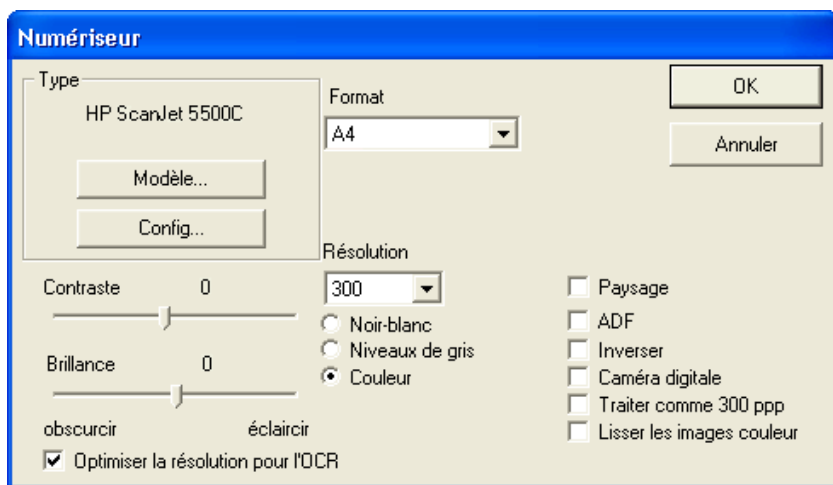 Numériseur
Type
HP ScanJet 5500C
Modèle...
Config...
Format
A4
OK
Annuler
Résolution
300
Noir-blanc
Niveaux de gris
Couleur
Contraste 0
Brillance 0
obscurcir éclaircir
Optimiser la résolution pour l'OCR
Paysage
ADF
Inverser
Caméra digitale
Traiter comme 300 ppp
Lisser les images couleur